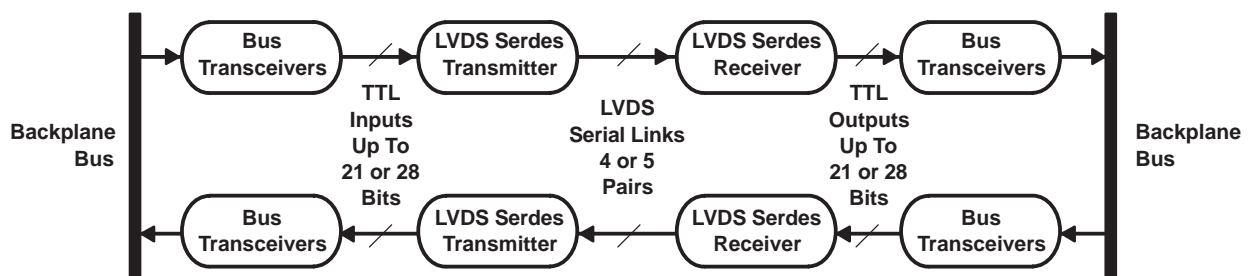 Bus
Transceivers
LVDS Serdes
Transmitter
LVDS Serdes
Receiver
Bus
Transceivers
Backplane
Bus
TTL
Inputs
Up To
21 or 28
Bits
LVDS
Serial Links
4 or 5
Pairs
TTL
Outputs
Up To
21 or 28
Bits
Backplane
Bus
Bus
Transceivers
LVDS Serdes
Transmitter
LVDS Serdes
Receiver
Bus
Transceivers